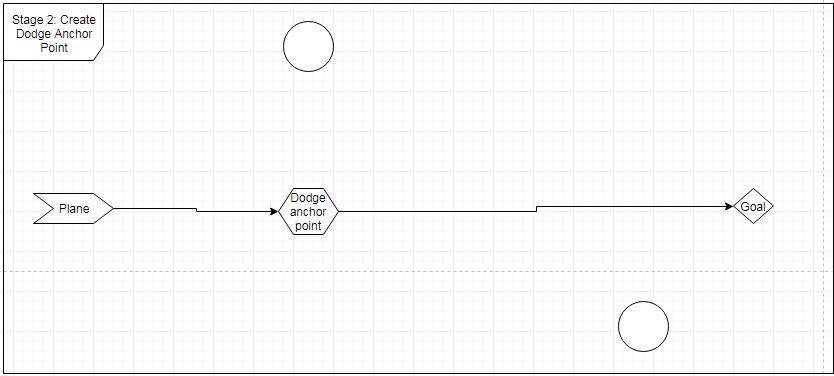 Stage 2: Create
Dodge Anchor
Point
Plane
Dodge
anchor
point
Goal